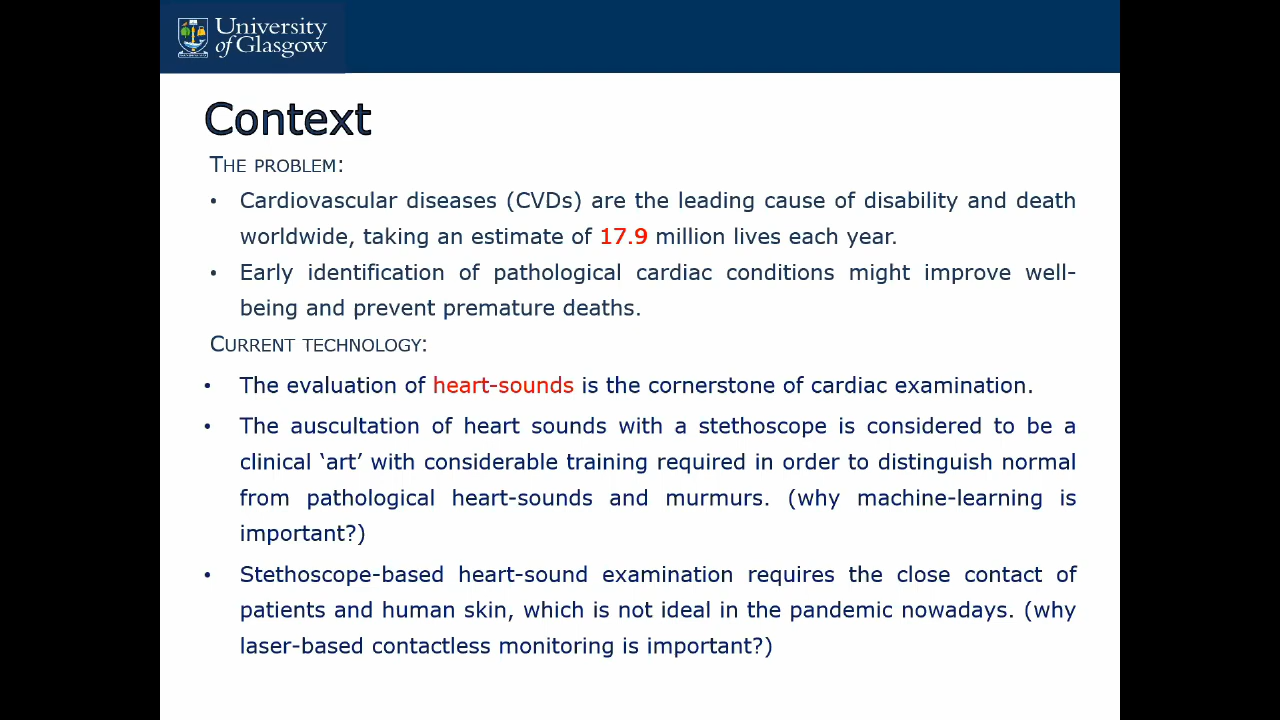 University
of Glasgow
Context
THE PROBLEM:
• Cardiovascular diseases (CVDs) are the leading cause of disability and death
worldwide, taking an estimate of 17.9 million lives each year.
• Early identification of pathological cardiac conditions might improve well-
being and prevent premature deaths.
CURRENT TECHNOLOGY:
• The evaluation of heart-sounds is the cornerstone of cardiac examination.
• The auscultation of heart sounds with a stethoscope is considered to be a
clinical ‘art’ with considerable training required in order to distinguish normal
from pathological heart-sounds and murmurs. (why machine-learning is
important?)
• Stethoscope-based heart-sound examination requires the close contact of
patients and human skin, which is not ideal in the pandemic nowadays. (why
laser-based contactless monitoring is important?)